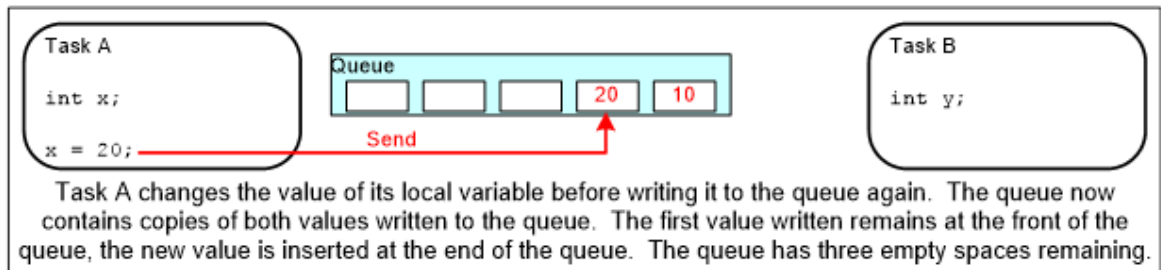 Task A
int x;
x = 20;
Queue
20 10
Send
Task B
int y;
Task A changes the value of its local variable before writing it to the queue again.  The queue now
contains copies of both values written to the queue.  The first value written remains at the front of the
queue, the new value is inserted at the end of the queue.  The queue has three empty spaces remaining.